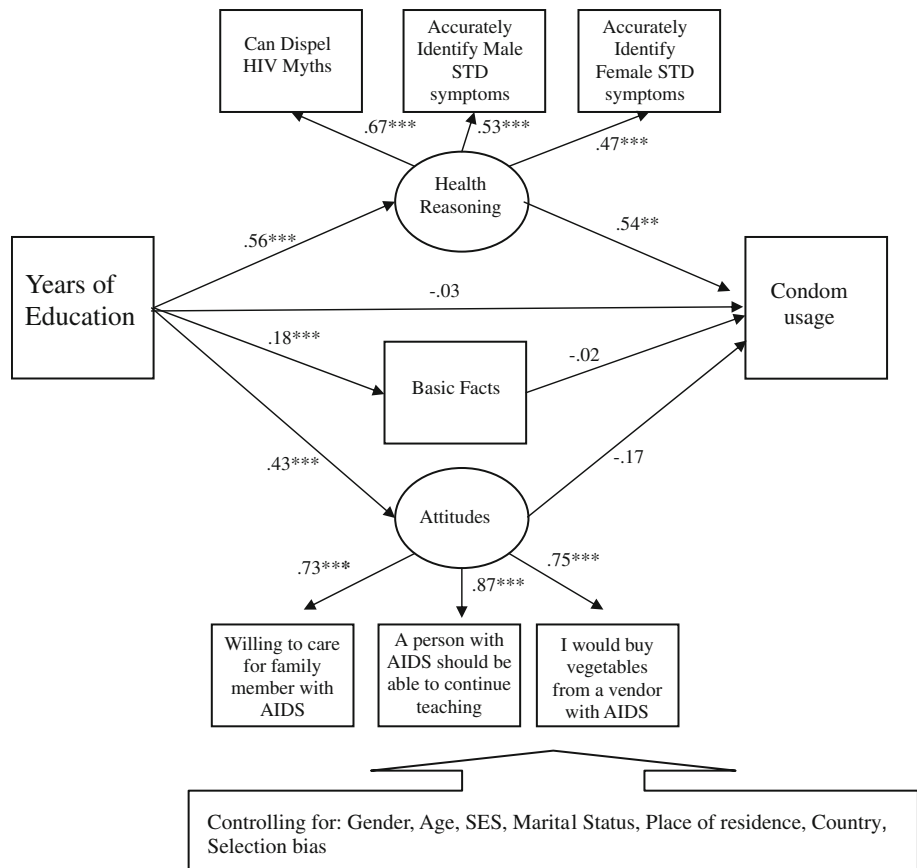 Can Dispel
HIV Myths
Accurately
Identify Male
STD
symptoms
Accurately
Identify
Female STD
symptoms
.67***
.53***
.47***
Health
Reasoning
.56***
.54**
Years of
Education
-.03
Condom
usage
.18***
Basic Facts
-.02
.43***
-.17
Attitudes
.73***
.87***
.75***
Willing to care
for family
member with
AIDS
A person with
AIDS should be
able to continue
teaching
I would buy
vegetables
from a vendor
with AIDS
Controlling for: Gender, Age, SES, Marital Status, Place of residence, Country,
Selection bias